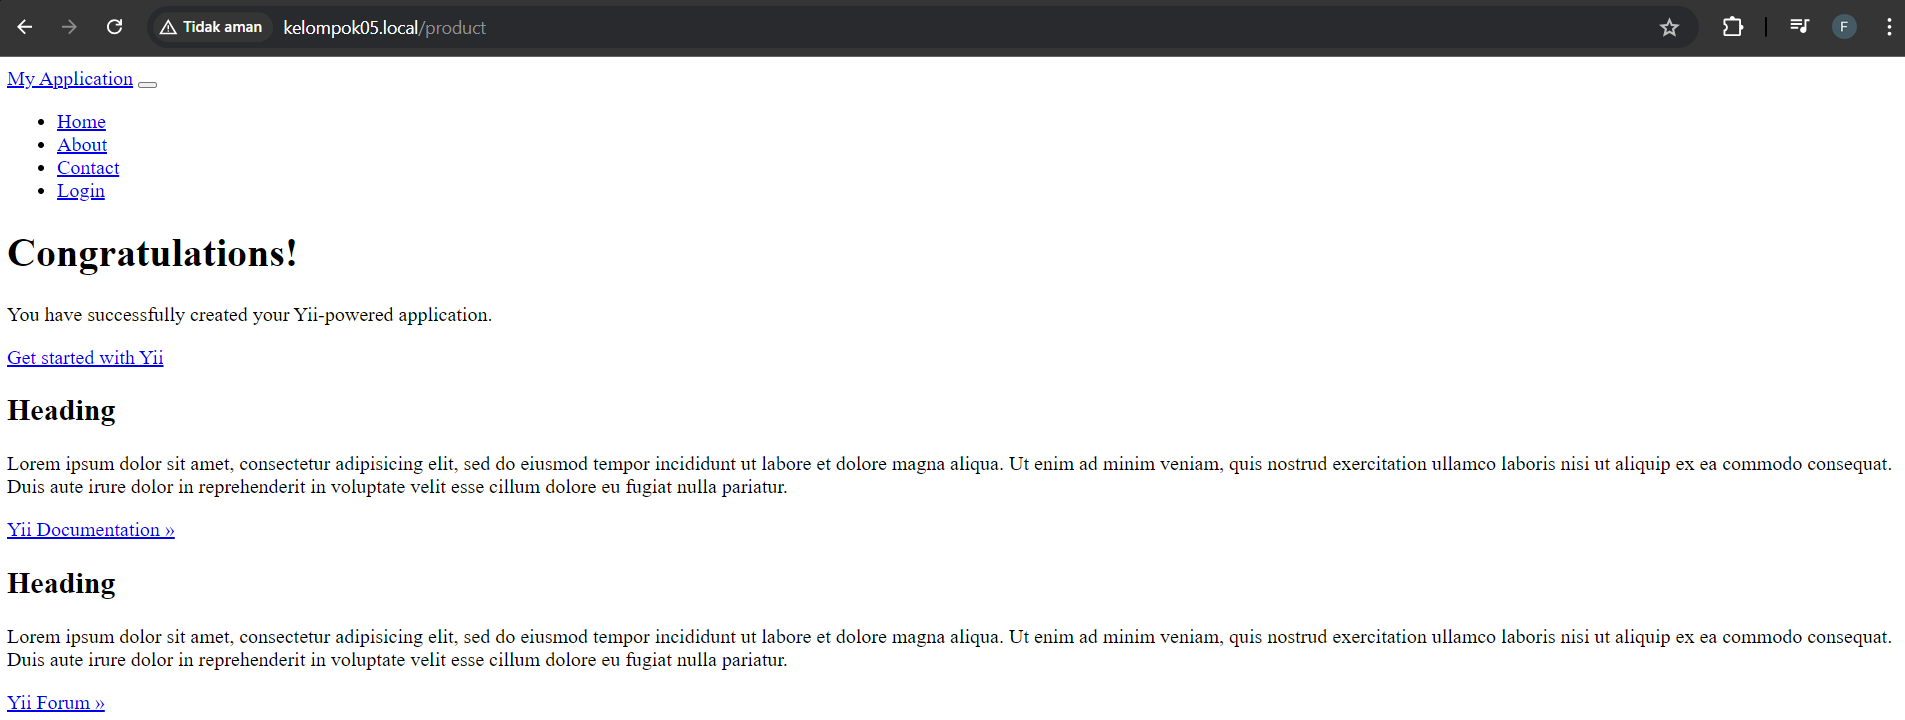 Tidak aman kelompok05.local/product F
My Application
Home
About
Contact
Login
Congratulations!
You have successfully created your Yii-powered application.
Get started with Yii
Heading
Lorem ipsum dolor sit amet, consectetur adipisicing elit, sed do eiusmod tempor incididunt ut labore et dolore magna aliqua. Ut enim ad minim veniam, quis nostrud exercitation ullamco laboris nisi ut aliquip ex ea commodo consequat.
Duis aute irure dolor in reprehenderit in voluptate velit esse cillum dolore eu fugiat nulla pariatur.
Yii Documentation »
Heading
Lorem ipsum dolor sit amet, consectetur adipisicing elit, sed do eiusmod tempor incididunt ut labore et dolore magna aliqua. Ut enim ad minim veniam, quis nostrud exercitation ullamco laboris nisi ut aliquip ex ea commodo consequat.
Duis aute irure dolor in reprehenderit in voluptate velit esse cillum dolore eu fugiat nulla pariatur.
Yii Forum »